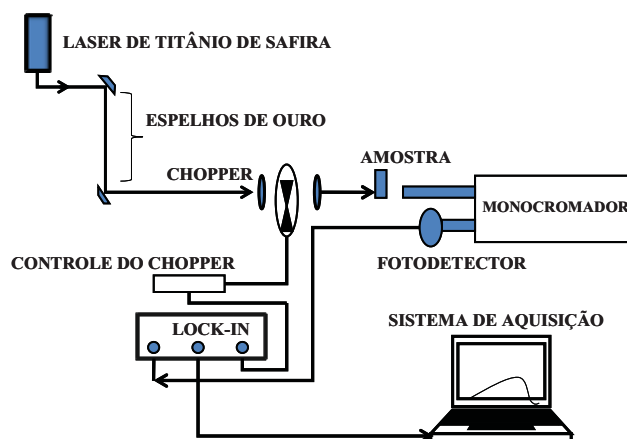 LASER DE TITÂNIO DE SAFIRA
ESPELHOS DE OURO
CHOPPER
AMOSTRA
MONOCROMADOR
FOTODETECTOR
CONTROLE DO CHOPPER
LOCK-IN
SISTEMA DE AQUISIÇÃO